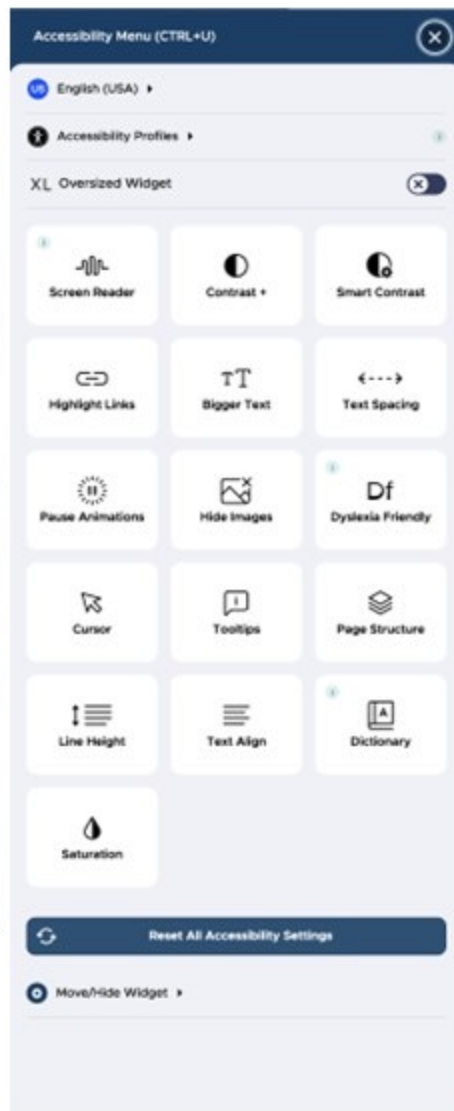 Accessibility Menu (CTRL+U)
US English (USA)
Accessibility Profiles
XL Oversized Widget
Screen Reader
Contrast +
Smart Contrast
Highlight Links
TT Bigger Text
Text Spacing
Pause Animations
Hide Images
Df
Dyslexia Friendly
Cursor
Tooltips
Page Structure
Line Height
Text Align
A
Dictionary
Saturation
Reset All Accessibility Settings
Move/Hide Widget